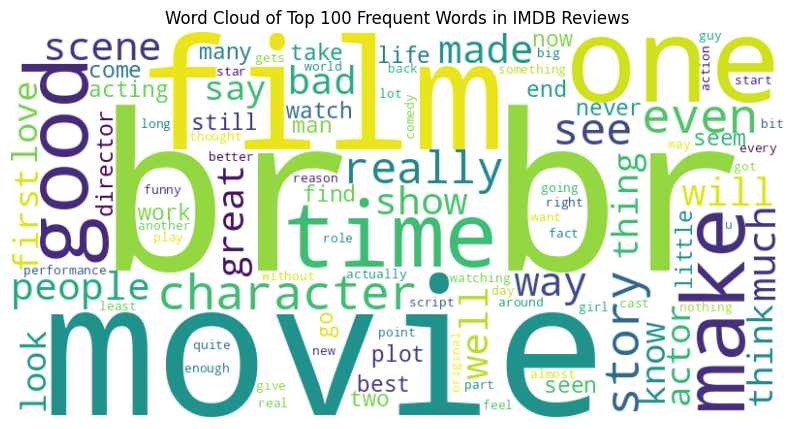 Word Cloud of Top 100 Frequent Words in IMDB Reviews
scene
many
take
life
made
now
guy
one
come
gets
star
world
back
big
action
start
acting
film
say
bad
lot
something
end
good
love
first
director
long
still
thought
watch
man
comedy
never
see
even
seem
bit
may
every
br br
better
really
reason
great
funny
work
another
play
find
show
time
role
going
right
want
fact
thing
will
got
u
little
much
performance
people
least
without
actually
character
script
watching
day
way
around
girl
cast
nothing
story
make
look
movie
quite
enough
give
real
go
new
point
plot
best
two
well
original
part
feel
almost
seen
know
actor
think